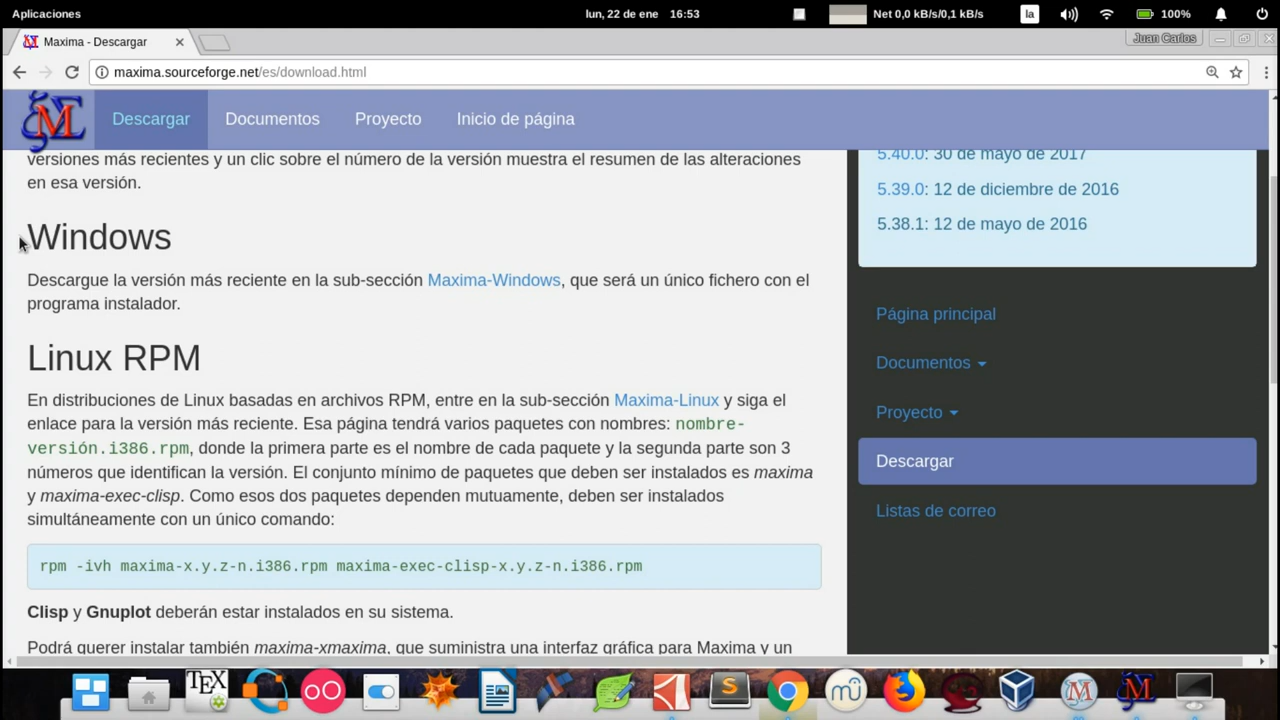 Aplicaciones
lun, 22 de ene 16:53
Net 0,0 kB/s/0,1 kB/s
la
100%
Maxima - Descargar
Juan Carlos
maxima.sourceforge.net/es/download.html
Descargar
Documentos
Proyecto
Inicio de página
versiones más recientes y un clic sobre el número de la versión muestra el resumen de las alteraciones
en esa versión.
Windows
Descargue la versión más reciente en la sub-sección Maxima-Windows, que será un único fichero con el
programa instalador.
Linux RPM
En distribuciones de Linux basadas en archivos RPM, entre en la sub-sección Maxima-Linux y siga el
enlace para la versión más reciente. Esa página tendrá varios paquetes con nombres: nombre-
versión.i386.rpm, donde la primera parte es el nombre de cada paquete y la segunda parte son 3
números que identifican la versión. El conjunto mínimo de paquetes que deben ser instalados es maxima
y maxima-exec-clisp. Como esos dos paquetes dependen mutuamente, deben ser instalados
simultáneamente con un único comando:
rpm -ivh maxima-x.y.z-n.i386.rpm maxima-exec-clisp-x.y.z-n.i386.rpm
Clisp y Gnuplot deberán estar instalados en su sistema.
Podrá querer instalar también maxima-xmaxima, que suministra una interfaz gráfica para Maxima y un
5.40.0: 30 de mayo de 2017
5.39.0: 12 de diciembre de 2016
5.38.1: 12 de mayo de 2016
Página principal
Documentos
Proyecto
Descargar
Listas de correo
TEX
S